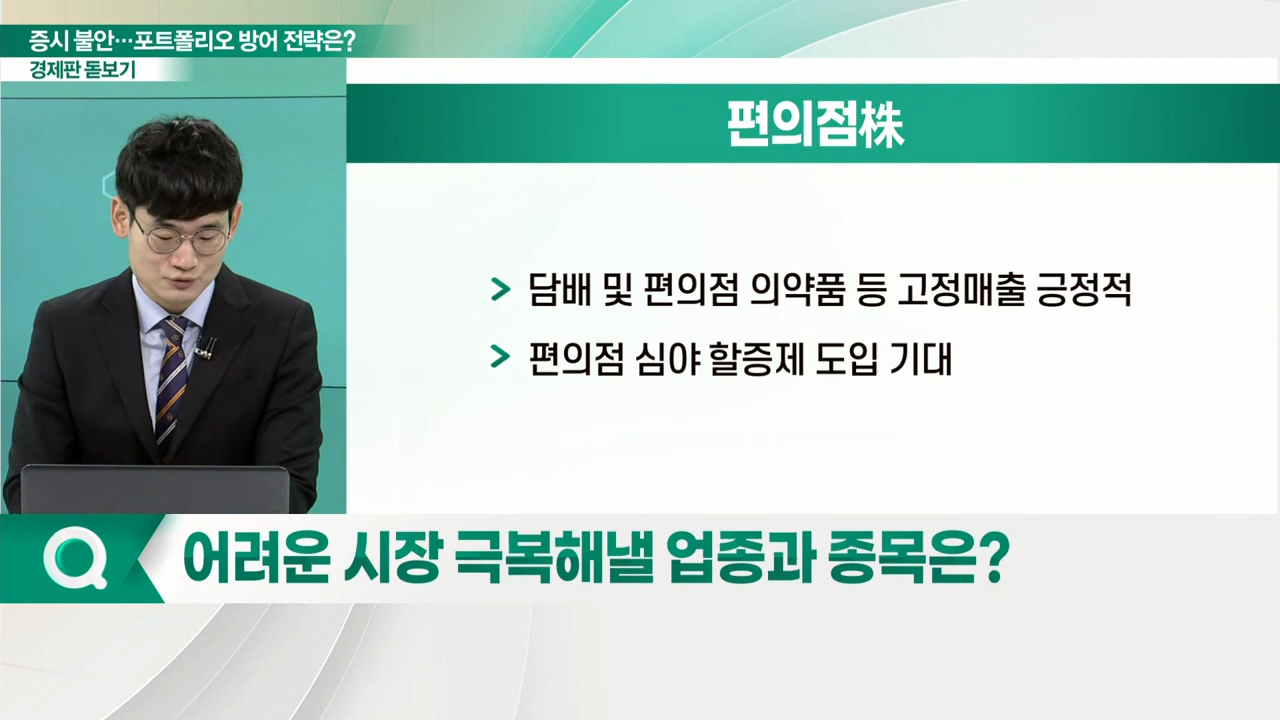 증시 불안…포트폴리오 방어 전략은?
경제판 돋보기
편의점株
> 담배 및 편의점 의약품 등 고정매출 긍정적
> 편의점 심야 할증제 도입 기대
어려운 시장 극복해낼 업종과 종목은?